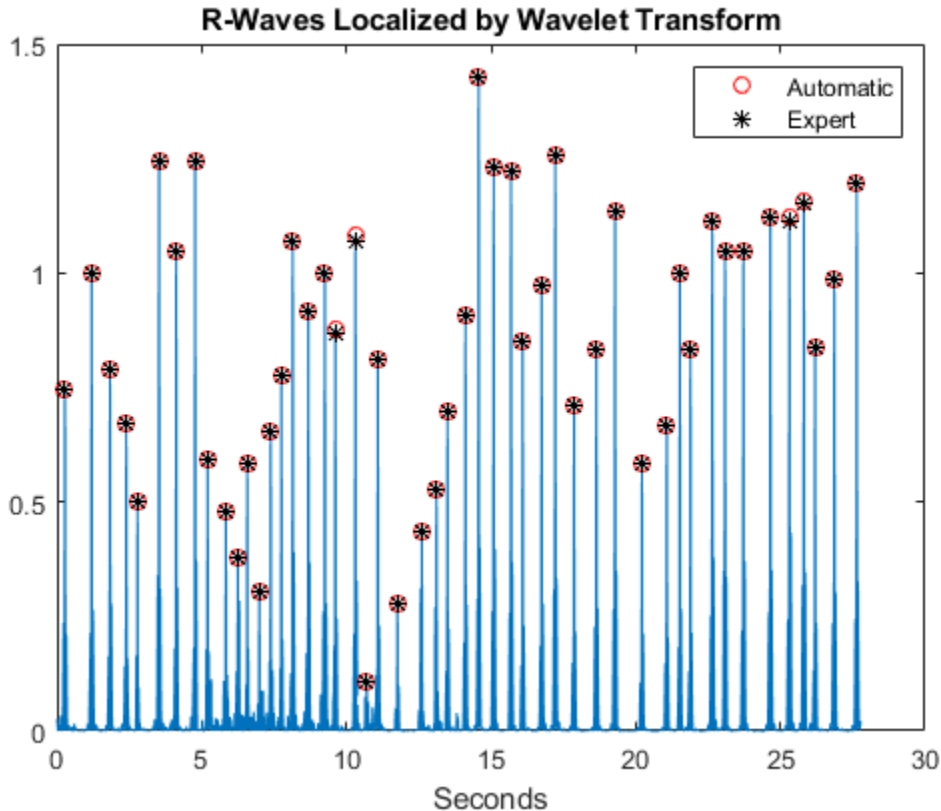 R-Waves Localized by Wavelet Transform
1.5
Automatic
Expert
1
0.5
0
0 5 10 15 20 25 30
Seconds